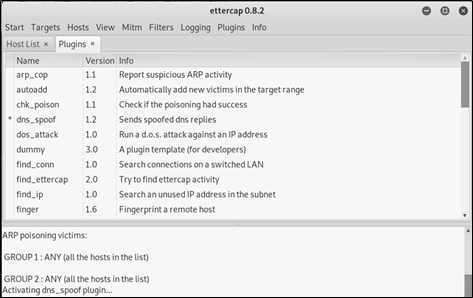 ettercap 0.8.2
Start Targets Hosts View Mitm Filters Logging Plugins Info
Host List × Plugins ×
Name Version Info
arp_cop 1.1 Report suspicious ARP activity
autoadd 1.2 Automatically add new victims in the target range
chk_poison 1.1 Check if the poisoning had success
* dns_spoof 1.2 Sends spoofed dns replies
dos_attack 1.0 Run a d.o.s. attack against an IP address
dummy 3.0 A plugin template (for developers)
find_conn 1.0 Search connections on a switched LAN
find_ettercap 2.0 Try to find ettercap activity
find_ip 1.0 Search an unused IP address in the subnet
finger 1.6 Fingerprint a remote host
ARP poisoning victims:
GROUP 1 : ANY (all the hosts in the list)
GROUP 2 : ANY (all the hosts in the list)
Activating dns_spoof plugin...